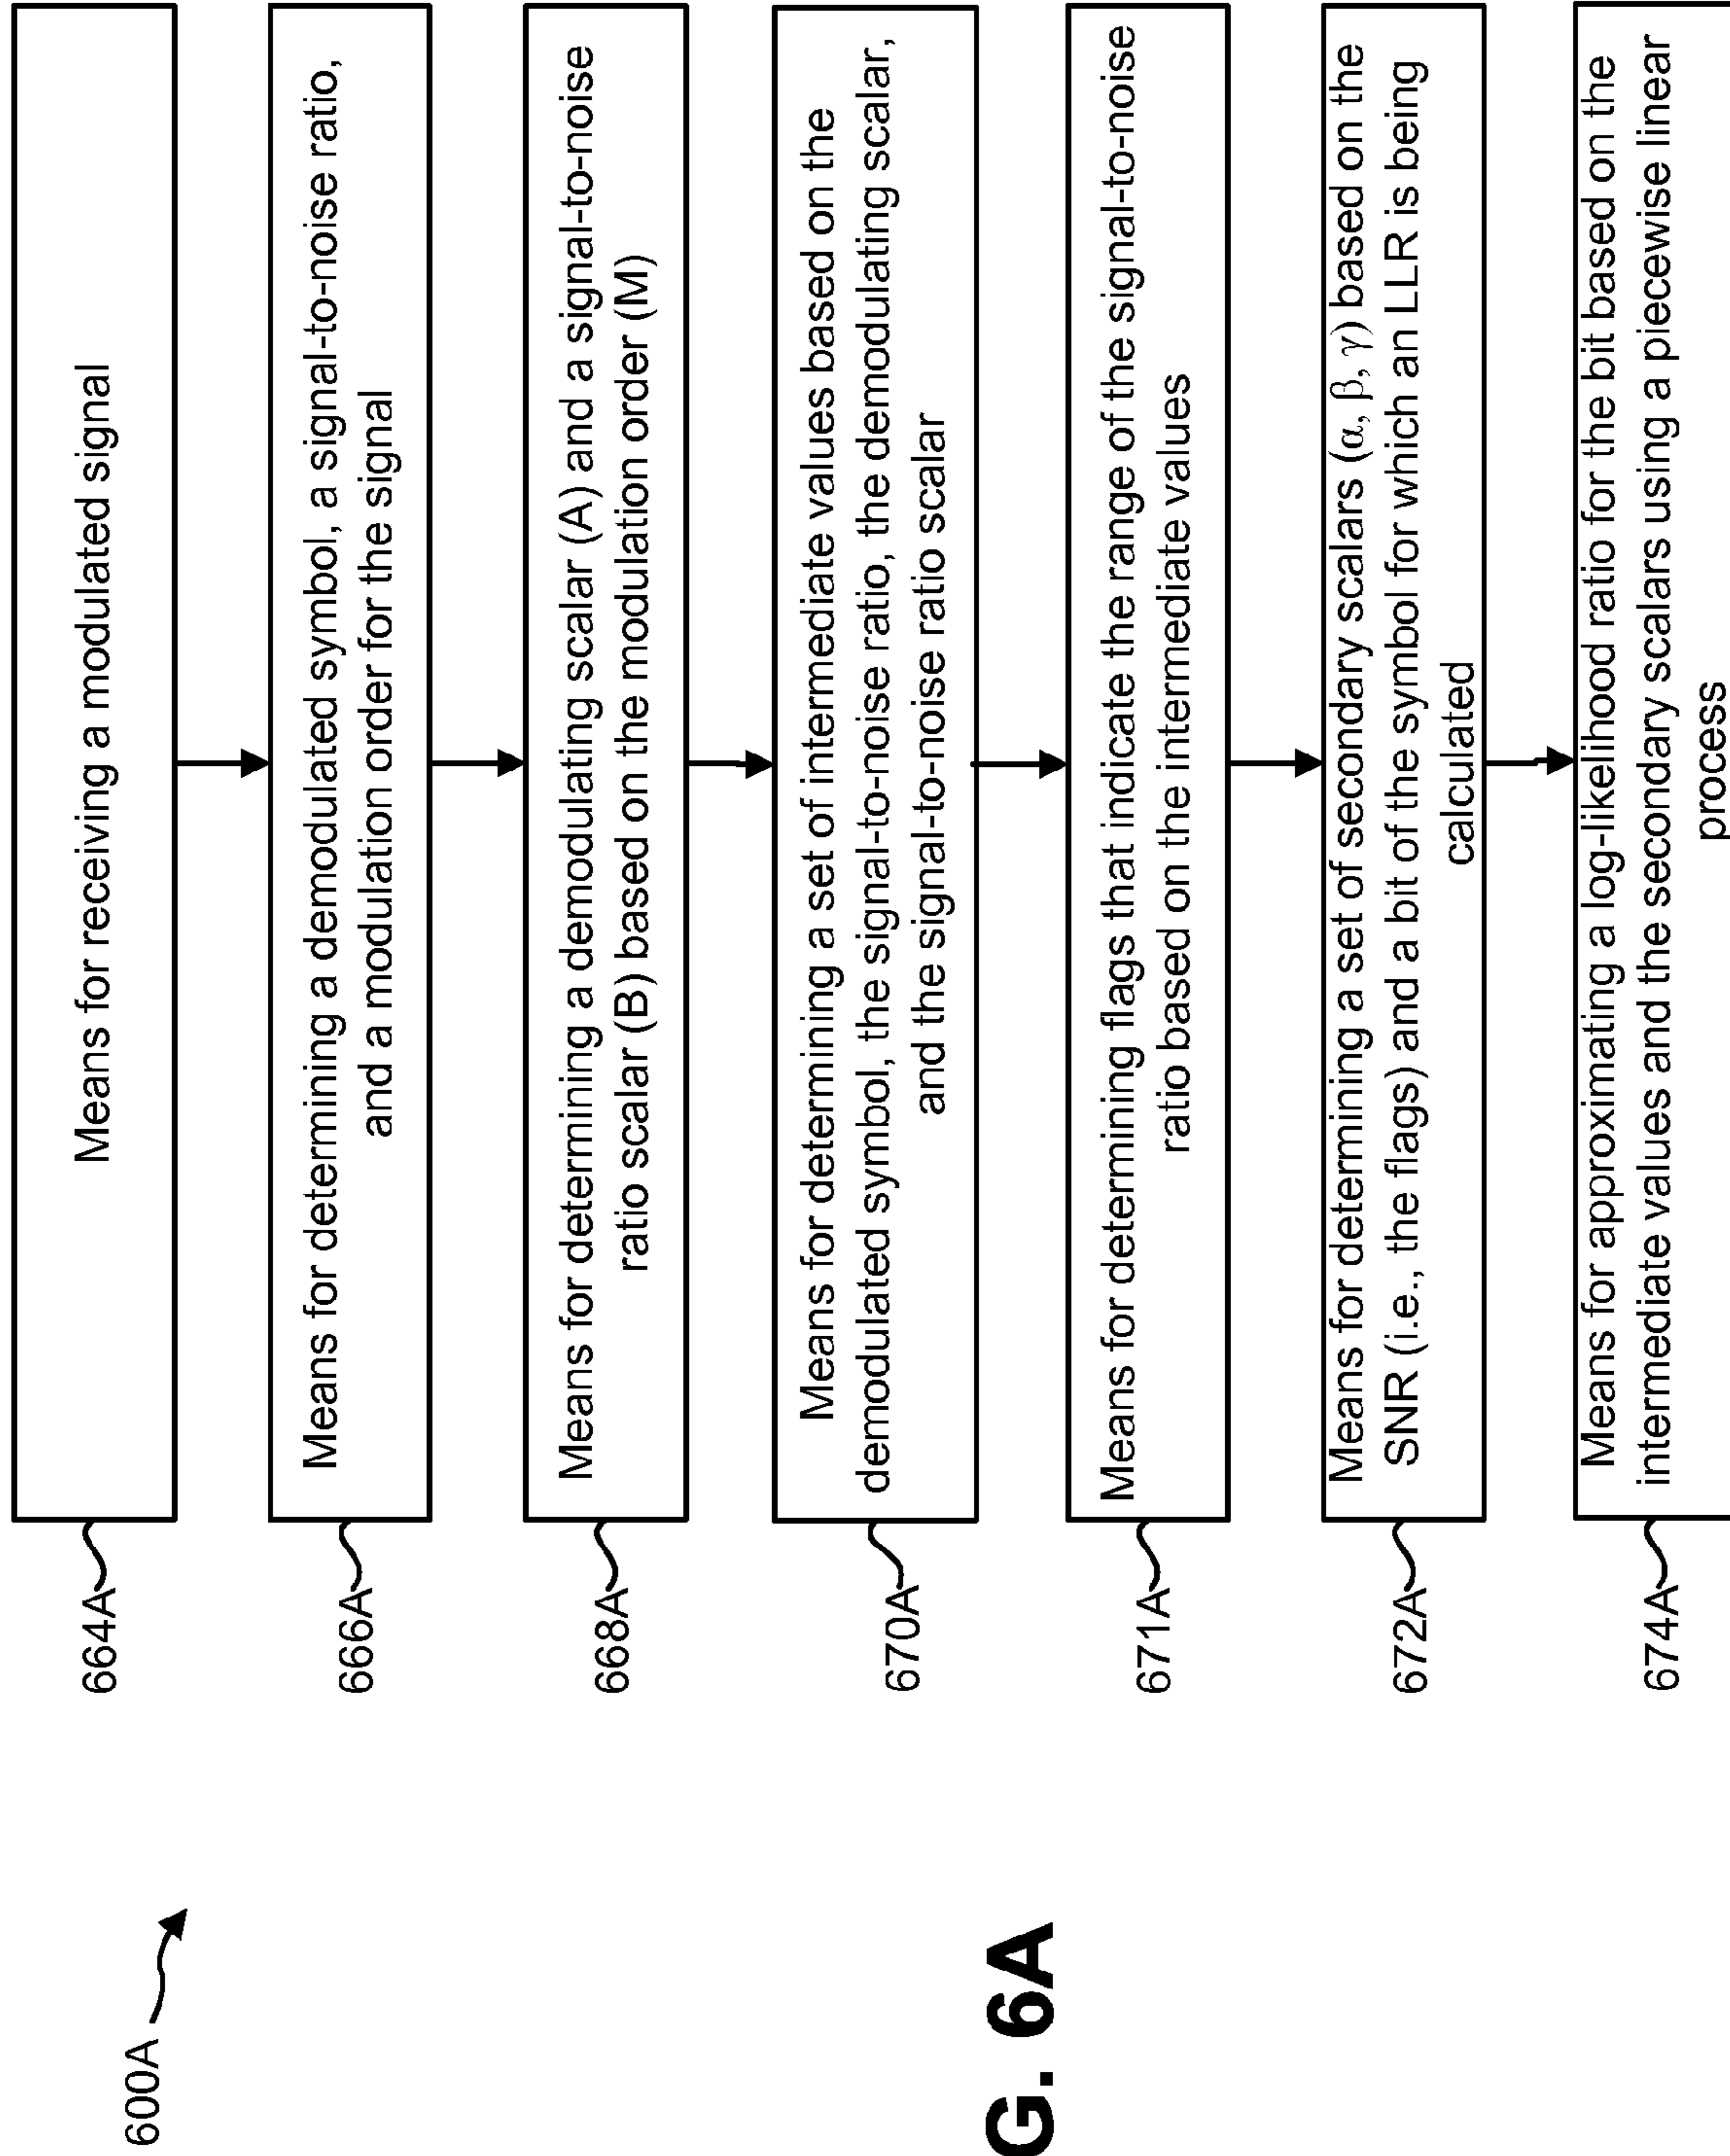 600A
664A
Means for receiving a modulated signal
666A
Means for determining a demodulated symbol, a signal-to-noise ratio,
and a modulation order for the signal
668A
Means for determining a demodulating scalar (A) and a signal-to-noise
ratio scalar (B) based on the modulation order (M)
670A
Means for determining a set of intermediate values based on the
demodulated symbol, the signal-to-noise ratio, the demodulating scalar,
and the signal-to-noise ratio scalar
671A
Means for determining flags that indicate the range of the signal-to-noise
ratio based on the intermediate values
672A
Means for determining a set of secondary scalars (α, β, γ) based on the
SNR (i.e., the flags) and a bit of the symbol for which an LLR is being
calculated
674A
Means for approximating a log-likelihood ratio for the bit based on the
intermediate values and the secondary scalars using a piecewise linear
process
G. 6A